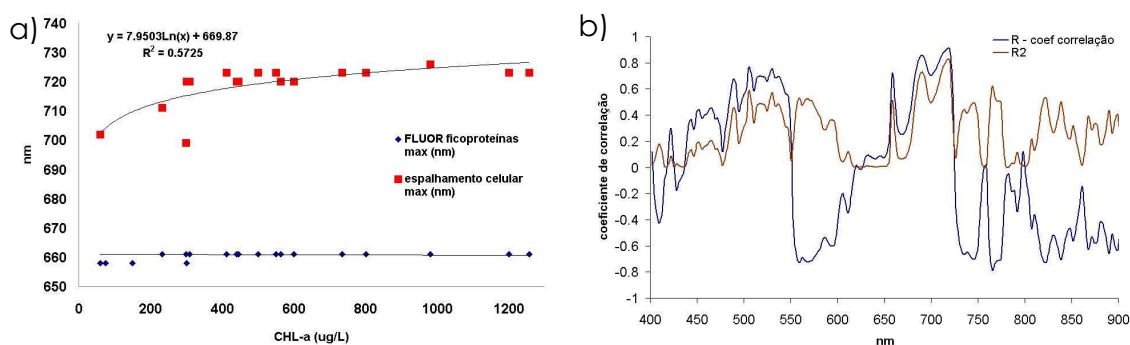 a)
y = 7.9503Ln(x) + 669.87
R² = 0.5725
740
730
720
710
700
690
680
670
660
650
nm
FLUOR ficoproteínas
max (nm)
espalhamento celular
max (nm)
0
200
400
600
800
1000
1200
CHL-a (ug/L)
b)
R - coef correlação
R2
1
0.8
0.6
0.4
0.2
0
-0.2
-0.4
-0.6
-0.8
-1
coeficiente de correlação
400
450
500
550
600
650
700
750
800
850
900
nm